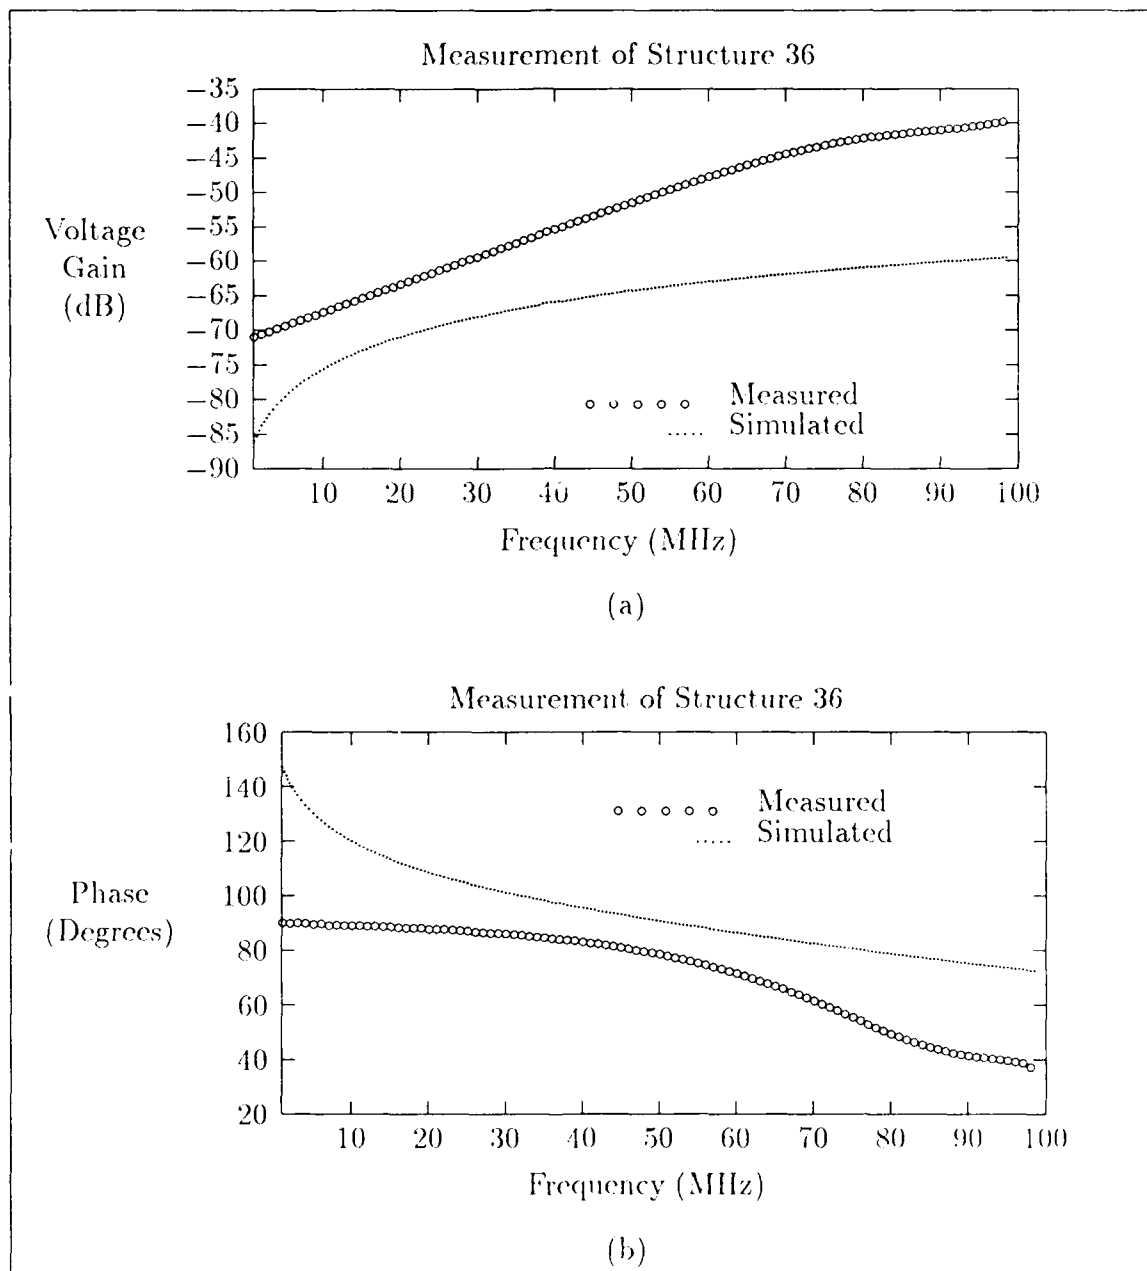 Measurement of Structure 36
−35
−40
−45
−50
−55
−60
−65
−70
−75
−80
−85
−90
Voltage
Gain
(dB)
Measured
Simulated
10 20 30 40 50 60 70 80 90 100
Frequency (MHz)
(a)
Measurement of Structure 36
160
140
120
100
80
60
40
20
Phase
(Degrees)
Measured
Simulated
10 20 30 40 50 60 70 80 90 100
Frequency (MHz)
(b)